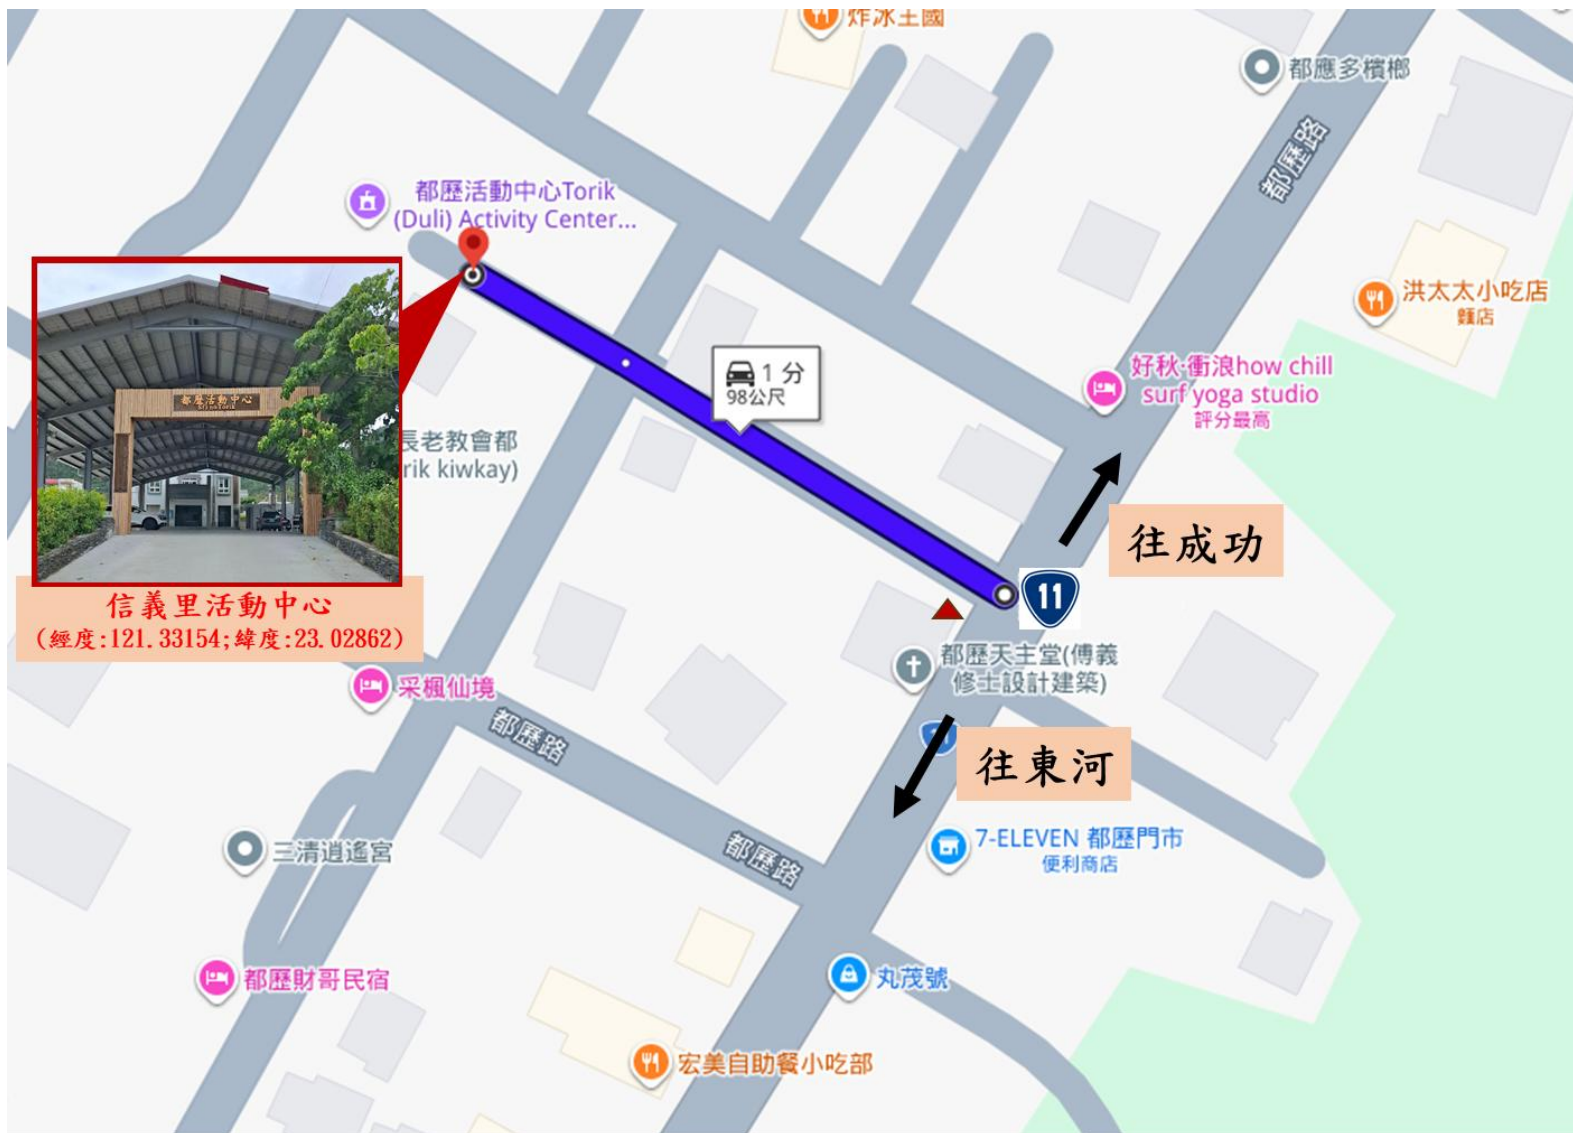 炸冰王國
都應多檳榔
都歷路
都歷活動中心Torik
(Duli) Activity Center...
洪太太小吃店
麵店
好秋·衝浪how chill
surf yoga studio
評分最高
1 分
98公尺
都歷活動中心
長老教會都
rik kiwkay)
往成功
11
信義里活動中心
(經度:121.33154;緯度:23.02862)
都歷天主堂(傅義
修士設計建築)
采楓仙境
都歷路
往東河
7-ELEVEN 都歷門市
便利商店
三清逍遙宮
都歷路
都歷財哥民宿
丸茂號
宏美自助餐小吃部